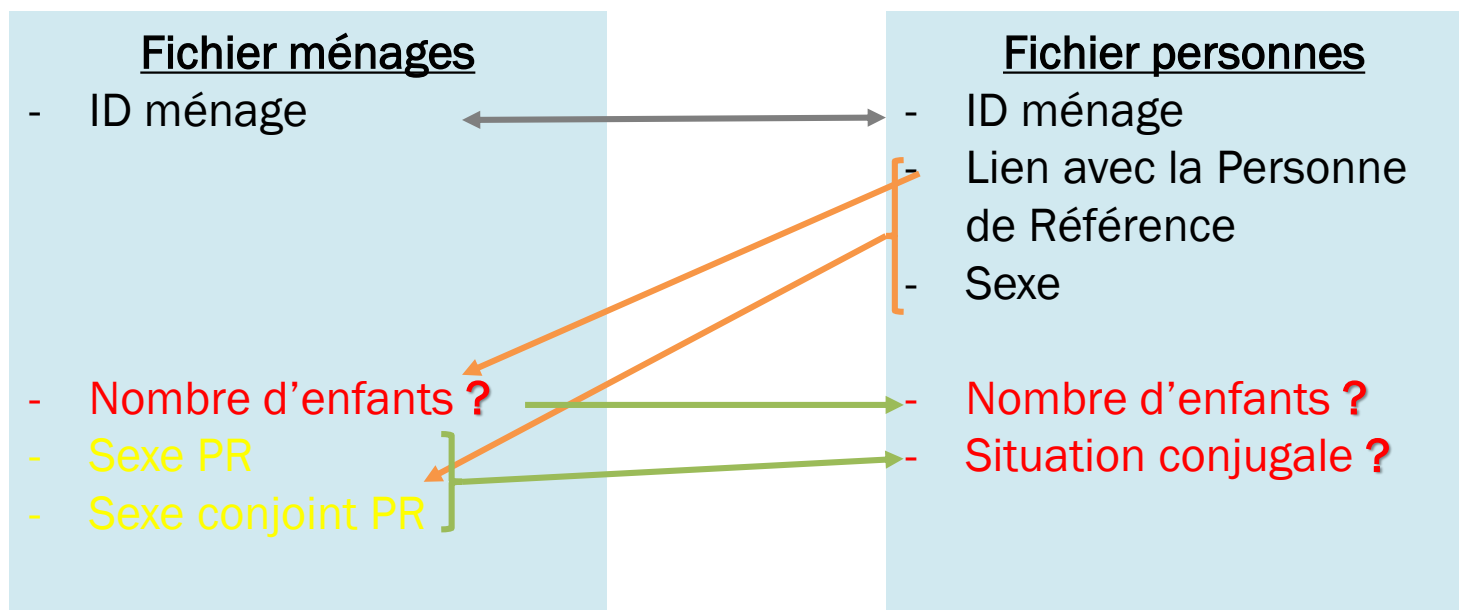 Fichier ménages
- ID ménage
- Nombre d'enfants ?
- Sexe PR
- Sexe conjoint PR
Fichier personnes
- ID ménage
- Lien avec la Personne
de Référence
- Sexe
- Nombre d'enfants ?
- Situation conjugale ?